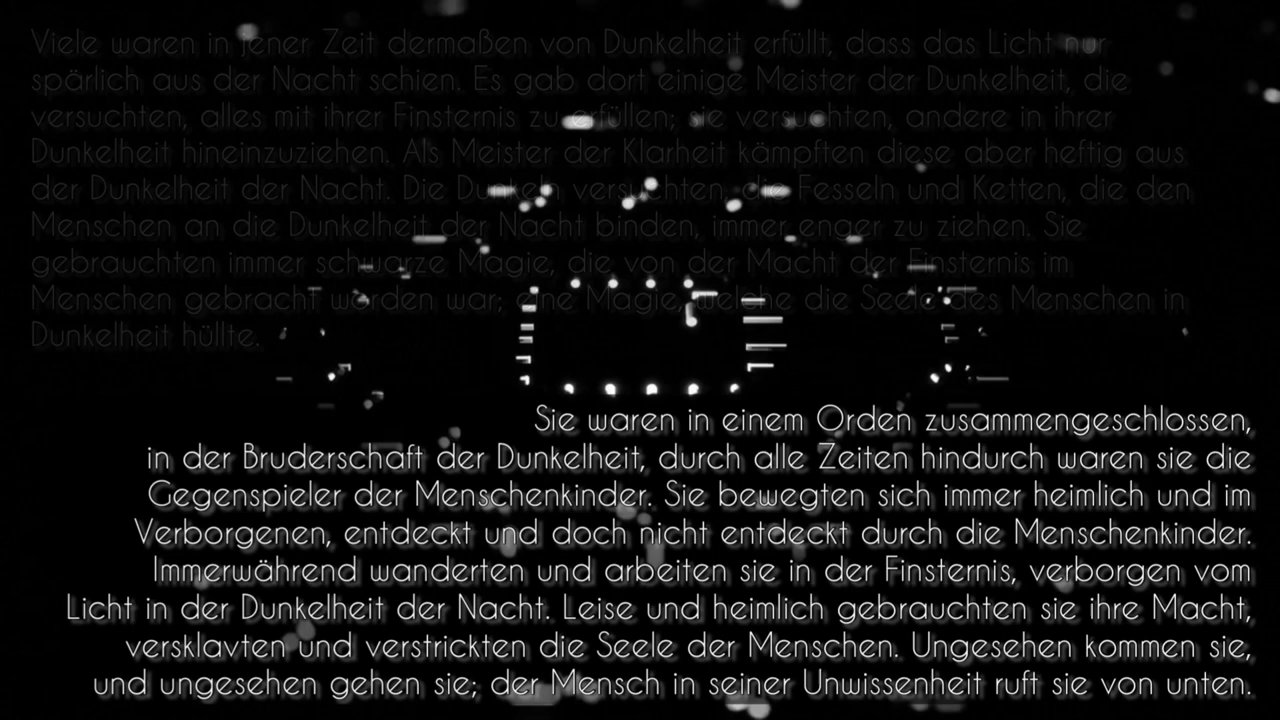 Viele waren in jener Zeit dermaßen von Dunkelheit erfüllt, dass das Licht nur
spärlich aus der Nacht schien. Es gab dort einige Meister der Dunkelheit, die
versuchten, alles mit ihrer Finsternis zu erfüllen; sie versuchten, andere in ihrer
Dunkelheit hineinzuziehen. Als Meister der Klarheit kämpften diese aber heftig aus
der Dunkelheit der Nacht. Die Dunklen versuchten, die Fesseln und Ketten, die den
Menschen an die Dunkelheit der Nacht binden, immer enger zu ziehen. Sie
gebrauchten immer schwarze Magie, die von der Macht der Finsternis im
Menschen gebracht worden war; eine Magie, welche die Seele des Menschen in
Dunkelheit hüllte.
Sie waren in einem Orden zusammengeschlossen,
in der Bruderschaft der Dunkelheit, durch alle Zeiten hindurch waren sie die
Gegenspieler der Menschenkinder. Sie bewegten sich immer heimlich und im
Verborgenen, entdeckt und doch nicht entdeckt durch die Menschenkinder.
Immerwährend wanderten und arbeiten sie in der Finsternis, verborgen vom
Licht in der Dunkelheit der Nacht. Leise und heimlich gebrauchten sie ihre Macht,
versklavten und verstrickten die Seele der Menschen. Ungesehen kommen sie,
und ungesehen gehen sie; der Mensch in seiner Unwissenheit ruft sie von unten.